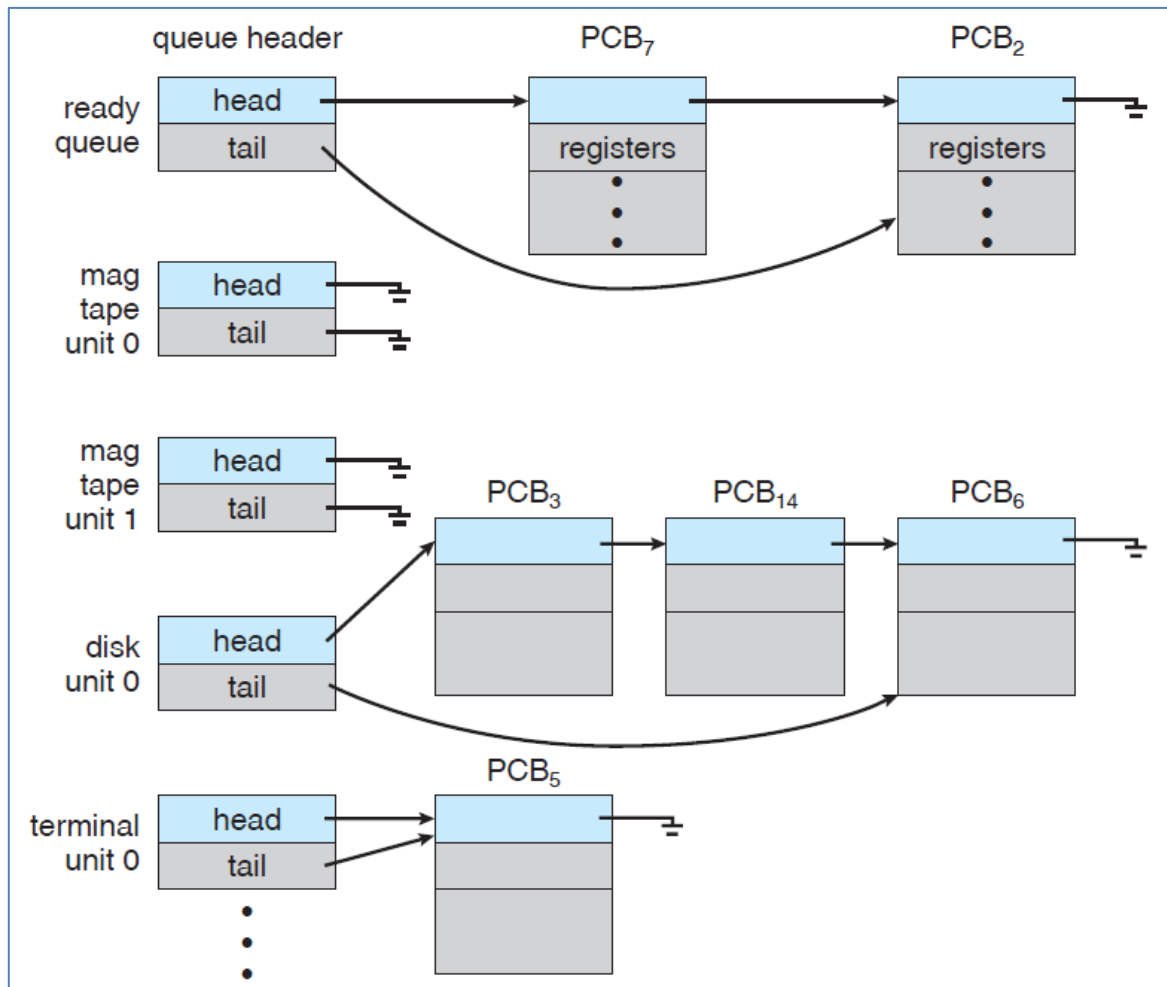 queue header
PCB₇
PCB₂
ready
queue
head
tail
registers
registers
mag
tape
unit 0
head
tail
mag
tape
unit 1
head
tail
PCB₃
PCB₁₄
PCB₆
disk
unit 0
head
tail
PCB₅
terminal
unit 0
head
tail